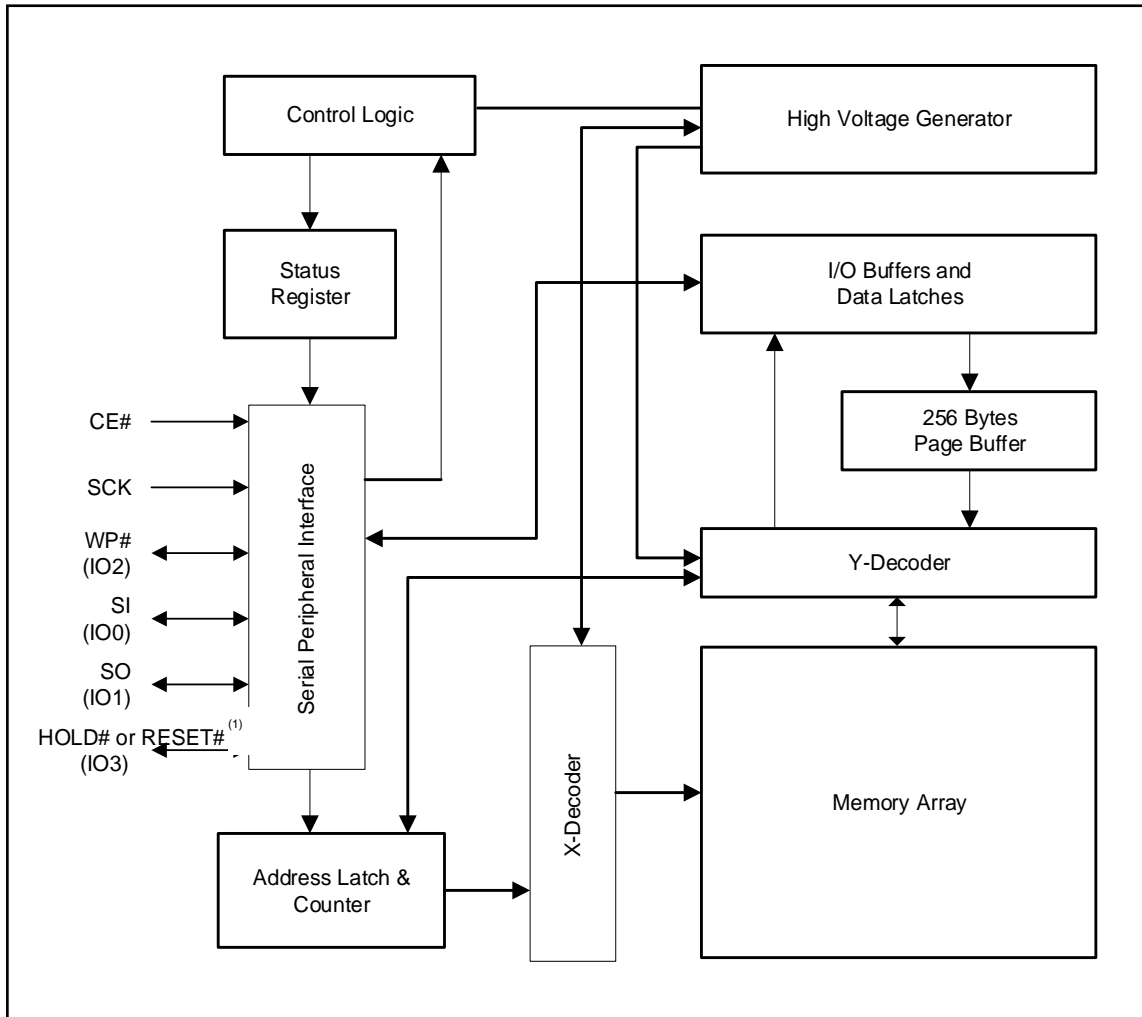 Control Logic
High Voltage Generator
Status
Register
I/O Buffers and
Data Latches
256 Bytes
Page Buffer
CE#
SCK
WP#
(IO2)
SI
(IO0)
SO
(IO1)
HOLD# or RESET# (1)
(IO3)
Serial Peripheral Interface
Y-Decoder
X-Decoder
Memory Array
Address Latch &
Counter